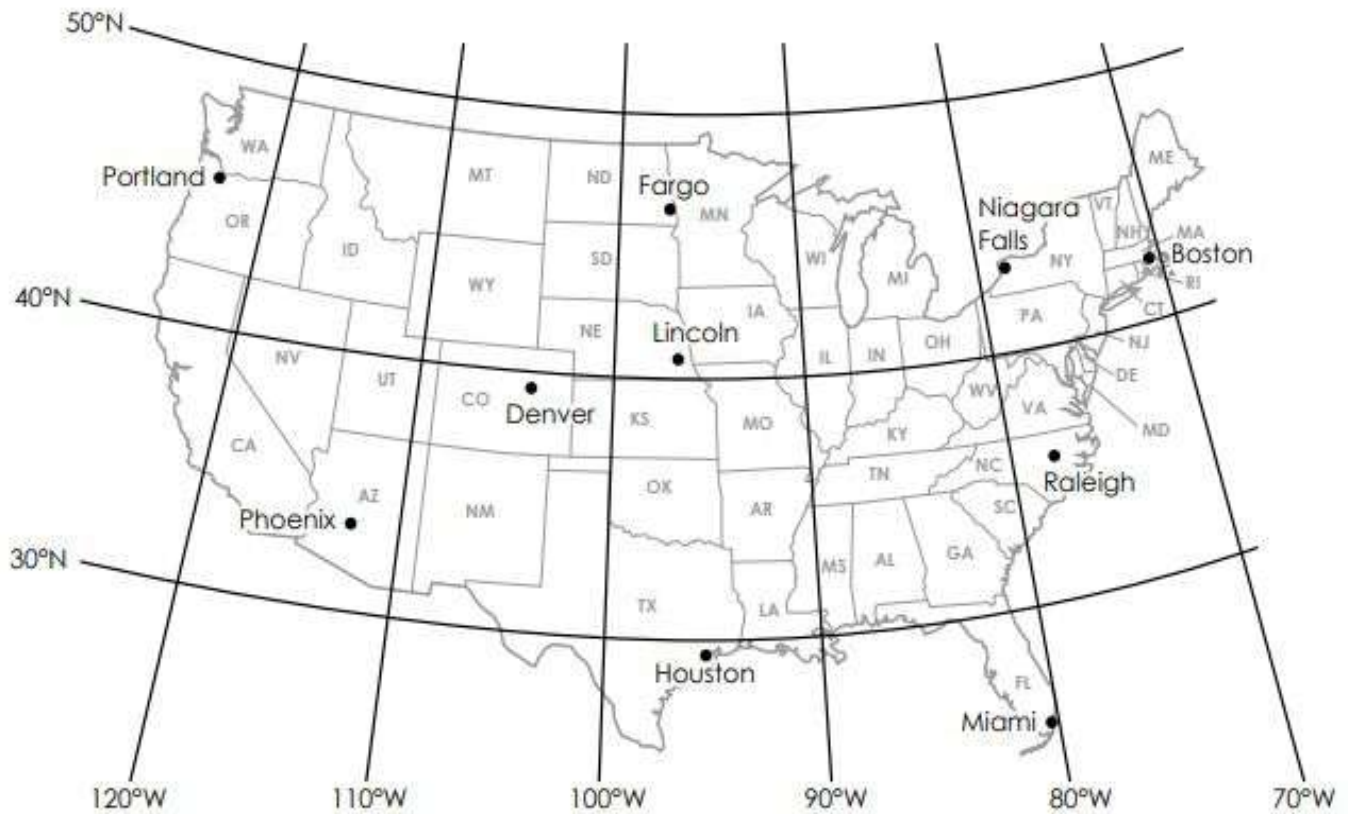 50°N
WA
Portland
MT
ND
Fargo
MN
ME
VT
NH
Niagara
Falls
MA
OR
ID
SD
WI
MI
NY
Boston
RI
40°N
WY
NE
IA
CT
Lincoln
PA
NV
UT
CO
Denver
IL
IN
OH
NJ
DE
WV
VA
MD
KS
MO
KY
CA
AZ
NM
OK
TN
NC
Raleigh
Phoenix
AR
SC
30°N
MS
AL
GA
TX
LA
Houston
FL
Miami
120°W
110°W
100°W
90°W
80°W
70°W